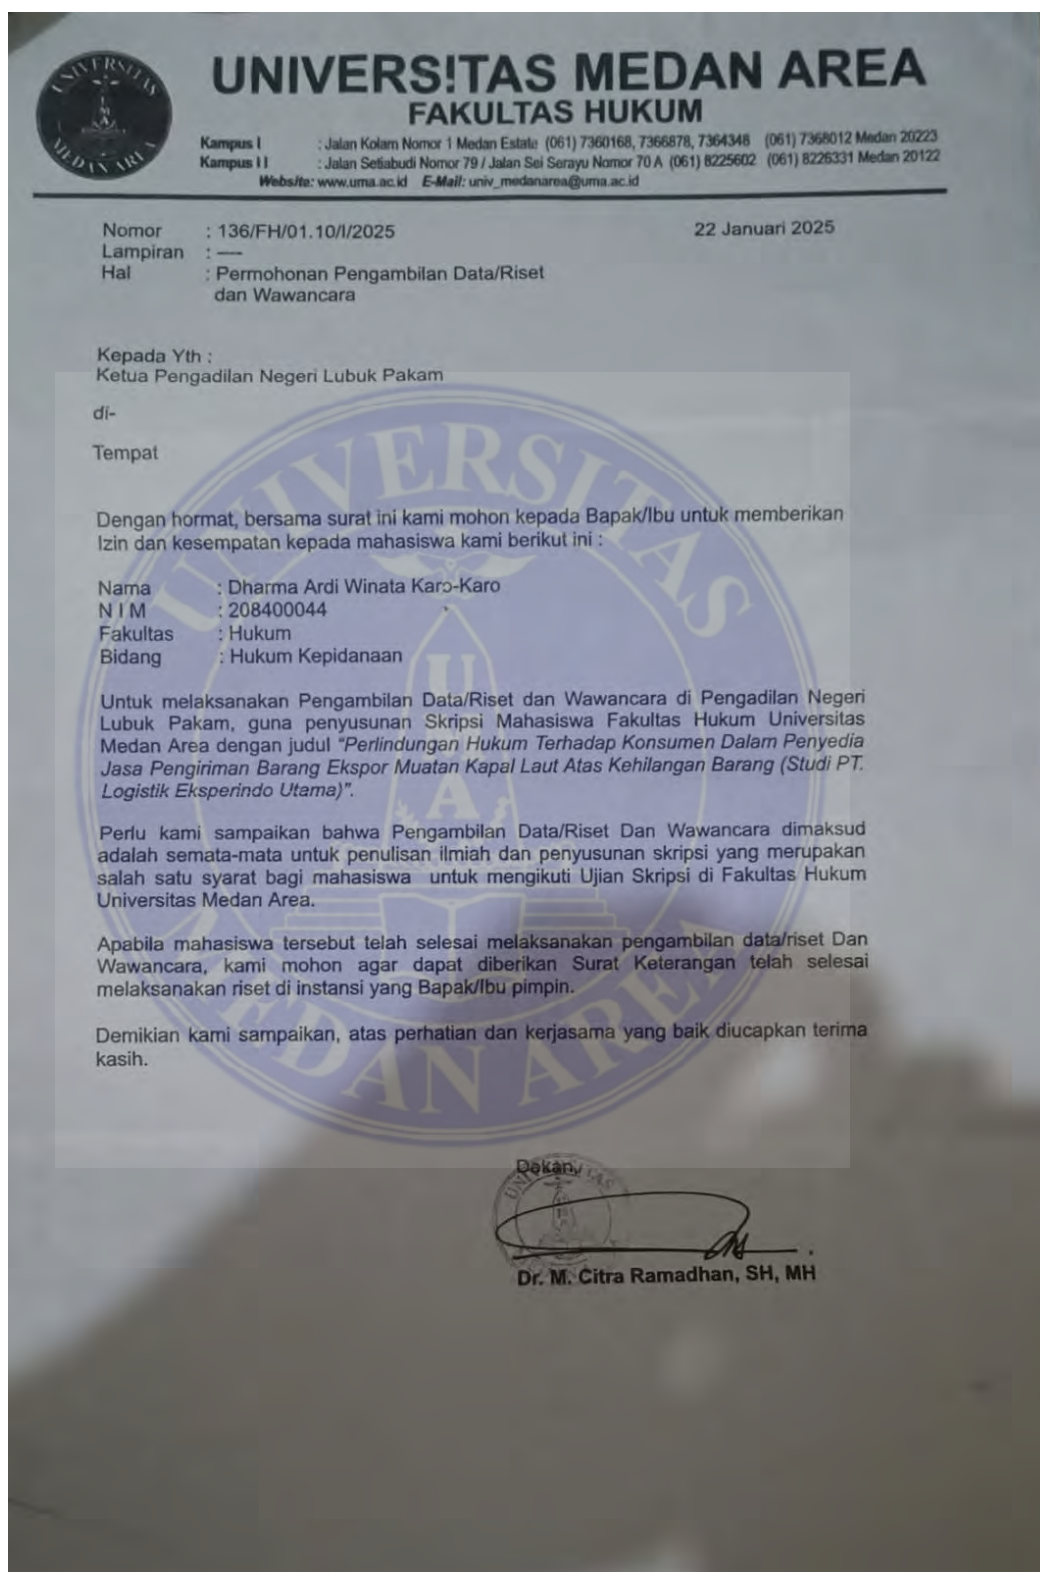 UNIVERSITAS MEDAN AREA
UNIVERS!TAS MEDAN AREA
FAKULTAS HUKUM
Kampus I : Jalan Kolam Nomor 1 Medan Estate (061) 7360168, 7366878, 7364348 (061) 7368012 Medan 20223
Kampus I I : Jalan Setiabudi Nomor 79 / Jalan Sei Serayu Nomor 70 A (061) 8225602 (061) 8226331 Medan 20122
Website: www.uma.ac.id E-Mail: univ_medanarea@uma.ac.id
Nomor : 136/FH/01.10/I/2025 22 Januari 2025
Lampiran : ----
Hal : Permohonan Pengambilan Data/Riset
dan Wawancara
Kepada Yth :
Ketua Pengadilan Negeri Lubuk Pakam
di-
Tempat
Dengan hormat, bersama surat ini kami mohon kepada Bapak/Ibu untuk memberikan
Izin dan kesempatan kepada mahasiswa kami berikut ini :
Nama : Dharma Ardi Winata Karo-Karo
N I M : 208400044
Fakultas : Hukum
Bidang : Hukum Kepidanaan
Untuk melaksanakan Pengambilan Data/Riset dan Wawancara di Pengadilan Negeri
Lubuk Pakam, guna penyusunan Skripsi Mahasiswa Fakultas Hukum Universitas
Medan Area dengan judul “Perlindungan Hukum Terhadap Konsumen Dalam Penyedia
Jasa Pengiriman Barang Ekspor Muatan Kapal Laut Atas Kehilangan Barang (Studi PT.
Logistik Eksperindo Utama)”.
Perlu kami sampaikan bahwa Pengambilan Data/Riset Dan Wawancara dimaksud
adalah semata-mata untuk penulisan ilmiah dan penyusunan skripsi yang merupakan
salah satu syarat bagi mahasiswa untuk mengikuti Ujian Skripsi di Fakultas Hukum
Universitas Medan Area.
Apabila mahasiswa tersebut telah selesai melaksanakan pengambilan data/riset Dan
Wawancara, kami mohon agar dapat diberikan Surat Keterangan telah selesai
melaksanakan riset di instansi yang Bapak/Ibu pimpin.
Demikian kami sampaikan, atas perhatian dan kerjasama yang baik diucapkan terima
kasih.
UNIVERSITAS MEDAN AREA
UMA
Dekan,
UNIVERSITAS
Dr. M. Citra Ramadhan, SH, MH